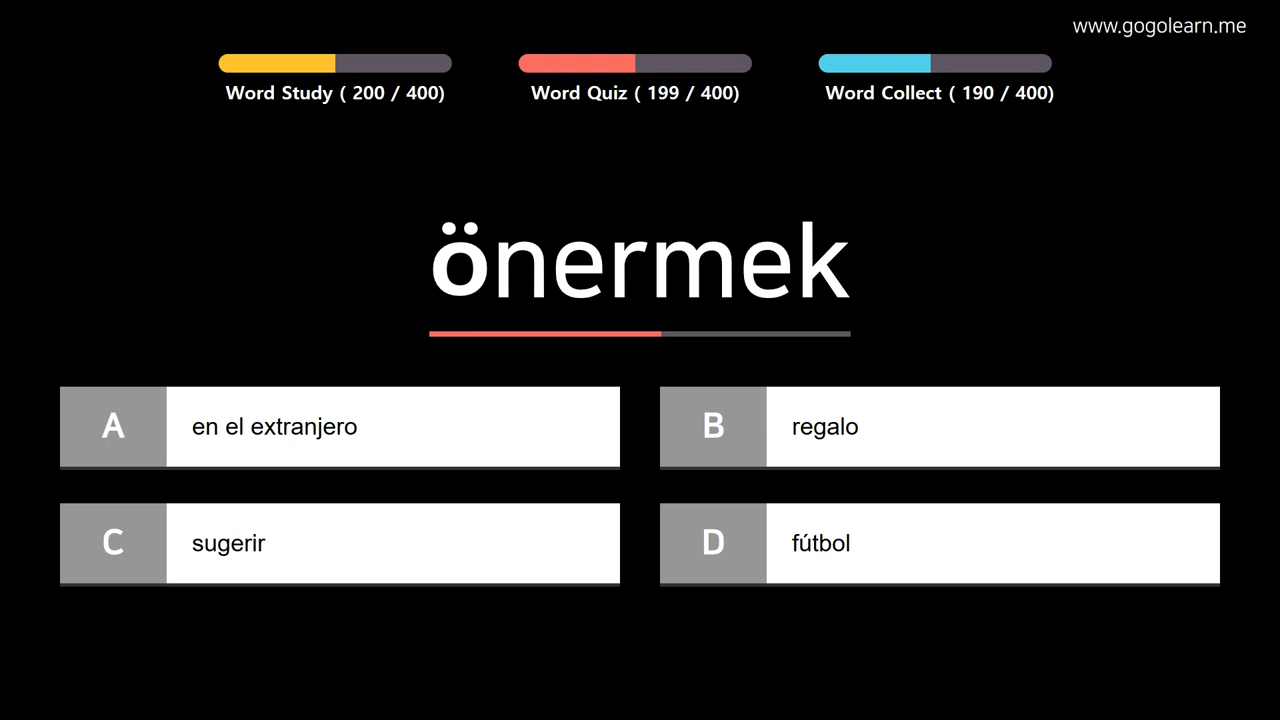 www.gogolearn.me
Word Study ( 200 / 400)
Word Quiz ( 199 / 400)
Word Collect ( 190 / 400)
önermek
A
en el extranjero
B
regalo
C
sugerir
D
fútbol